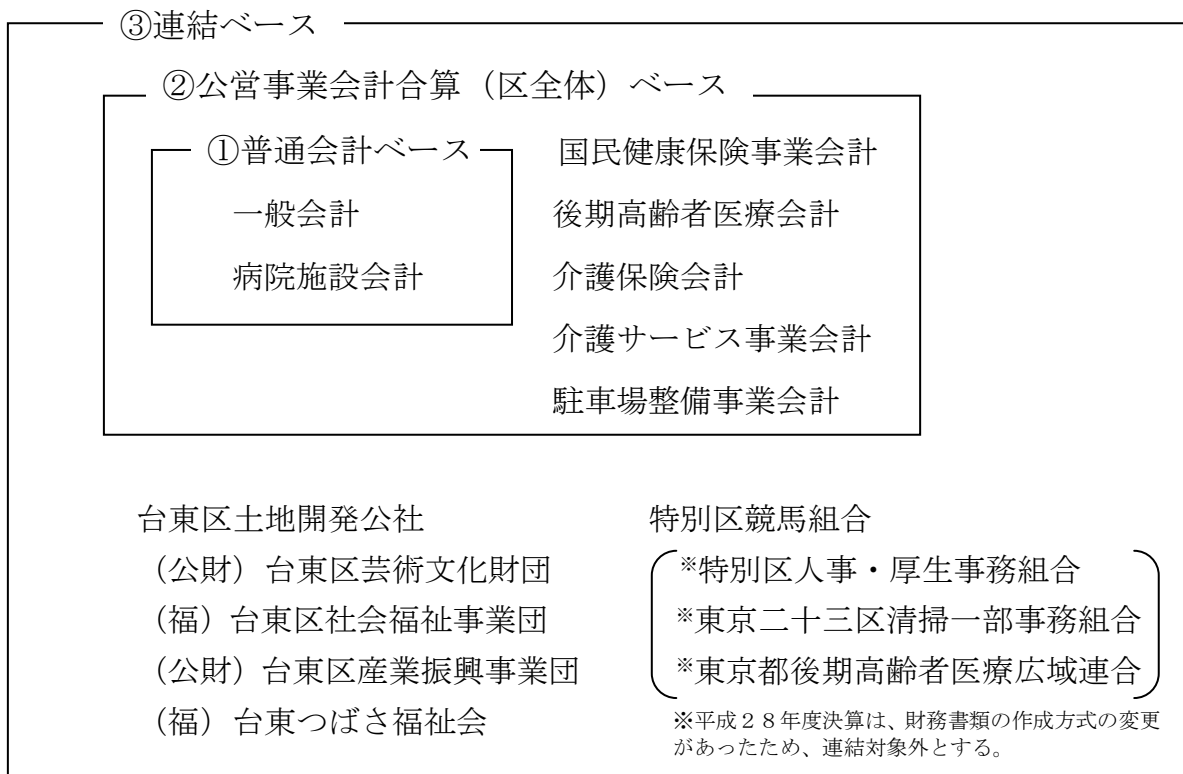 ③連結ベース
②公営事業会計合算（区全体）ベース
①普通会計ベース
一般会計
病院施設会計
国民健康保険事業会計
後期高齢者医療会計
介護保険会計
介護サービス事業会計
駐車場整備事業会計
台東区土地開発公社
（公財）台東区芸術文化財団
（福）台東区社会福祉事業団
（公財）台東区産業振興事業団
（福）台東つばさ福祉会
特別区競馬組合
※特別区人事・厚生事務組合
※東京二十三区清掃一部事務組合
※東京都後期高齢者医療広域連合
※平成２８年度決算は、財務書類の作成方式の変更
があったため、連結対象外とする。